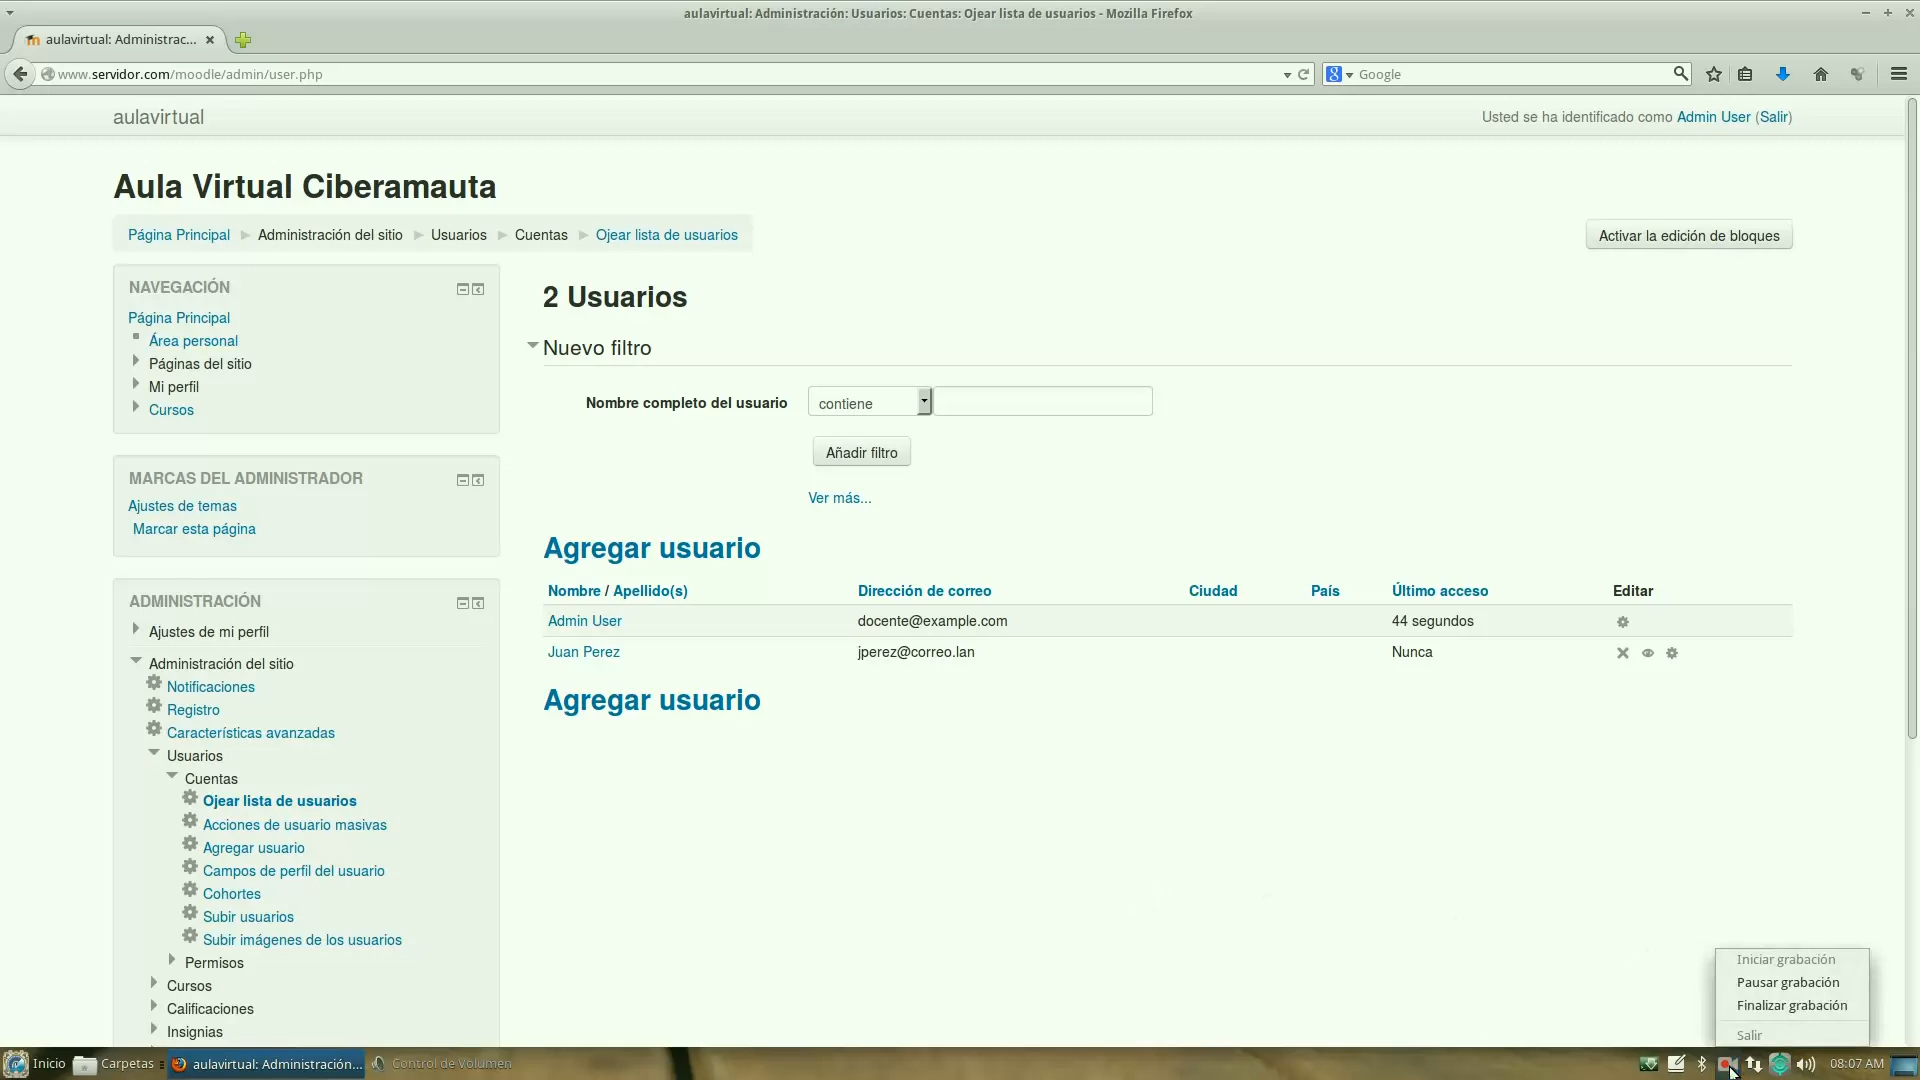 aulavirtual: Administración: Usuarios: Cuentas: Ojear lista de usuarios - Mozilla Firefox
aulavirtual: Administrac...
www.servidor.com/moodle/admin/user.php
Google
aulavirtual
Usted se ha identificado como Admin User (Salir)
Aula Virtual Ciberamauta
Página Principal Administración del sitio Usuarios Cuentas Ojear lista de usuarios
Activar la edición de bloques
NAVEGACIÓN
Página Principal
Área personal
Páginas del sitio
Mi perfil
Cursos
MARCAS DEL ADMINISTRADOR
Ajustes de temas
Marcar esta página
ADMINISTRACIÓN
Ajustes de mi perfil
Administración del sitio
Notificaciones
Registro
Características avanzadas
Usuarios
Cuentas
Ojear lista de usuarios
Acciones de usuario masivas
Agregar usuario
Campos de perfil del usuario
Cohortes
Subir usuarios
Subir imágenes de los usuarios
Permisos
Cursos
Calificaciones
Insignias
2 Usuarios
Nuevo filtro
Nombre completo del usuario contiene
Añadir filtro
Ver más...
Agregar usuario
Nombre / Apellido(s) Dirección de correo Ciudad País Último acceso Editar
Admin User docente@example.com 44 segundos
Juan Perez jperez@correo.lan Nunca
Agregar usuario
Iniciar grabación
Pausar grabación
Finalizar grabación
Salir
Inicio Carpetas aulavirtual: Administración... Control de Volumen 08:07 AM